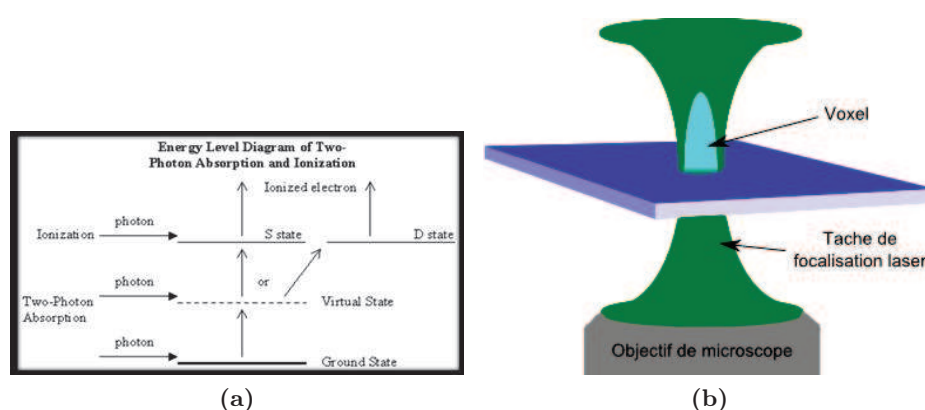 Energy Level Diagram of Two-
Photon Absorption and Ionization
Ionized electron
photon
Ionization
S state
D state
photon
or
Two-Photon
Absorption
Virtual State
photon
Ground State
(a)
Voxel
Tache de
focalisation laser
Objectif de microscope
(b)